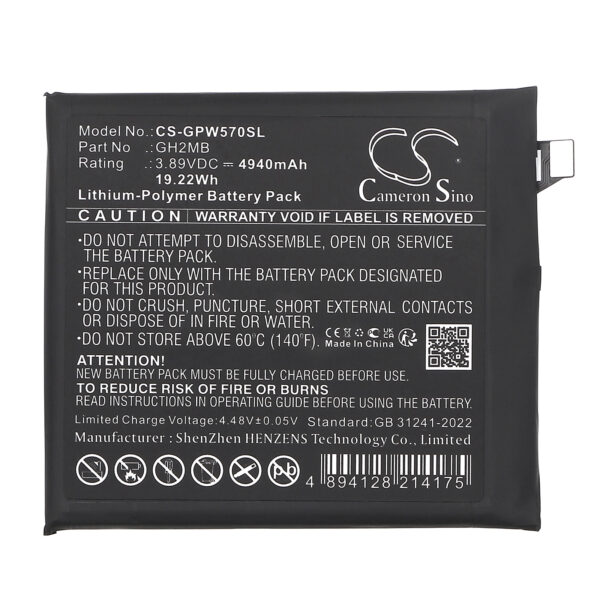 Model No.: CS-GPW570SL
Part No : GH2MB
Rating : 3.89VDC ⎓ 4940mAh
19.22Wh
Lithium-Polymer Battery Pack
CS
Cameron Sino
CAUTION WARRANTY VOID IF LABEL IS REMOVED
•DO NOT ATTEMPT TO DISASSEMBLE, OPEN OR SERVICE
THE BATTERY PACK.
•REPLACE ONLY WITH THE BATTERY PACK DESIGNATED
FOR THIS PRODUCT.
•DO NOT CRUSH, PUNCTURE, SHORT EXTERNAL CONTACTS
OR DISPOSE OF IN FIRE OR WATER.
•DO NOT STORE ABOVE 60°C (140°F).
CE
UK CA
Made In China
ATTENTION!
NEW BATTERY PACK MUST BE FULLY CHARGED BEFORE USE.
TO REDUCE RISK OF FIRE OR BURNS
READ INSTRUCTIONS IN DEVICE MANUAL BEFORE USING BATTERY.
Limited Charge Voltage:4.48V±0.05V Standard:GB 31241-2022
Manufacturer : ShenZhen HENZENS Technology Co., Limited
Pb
4 894128 214175